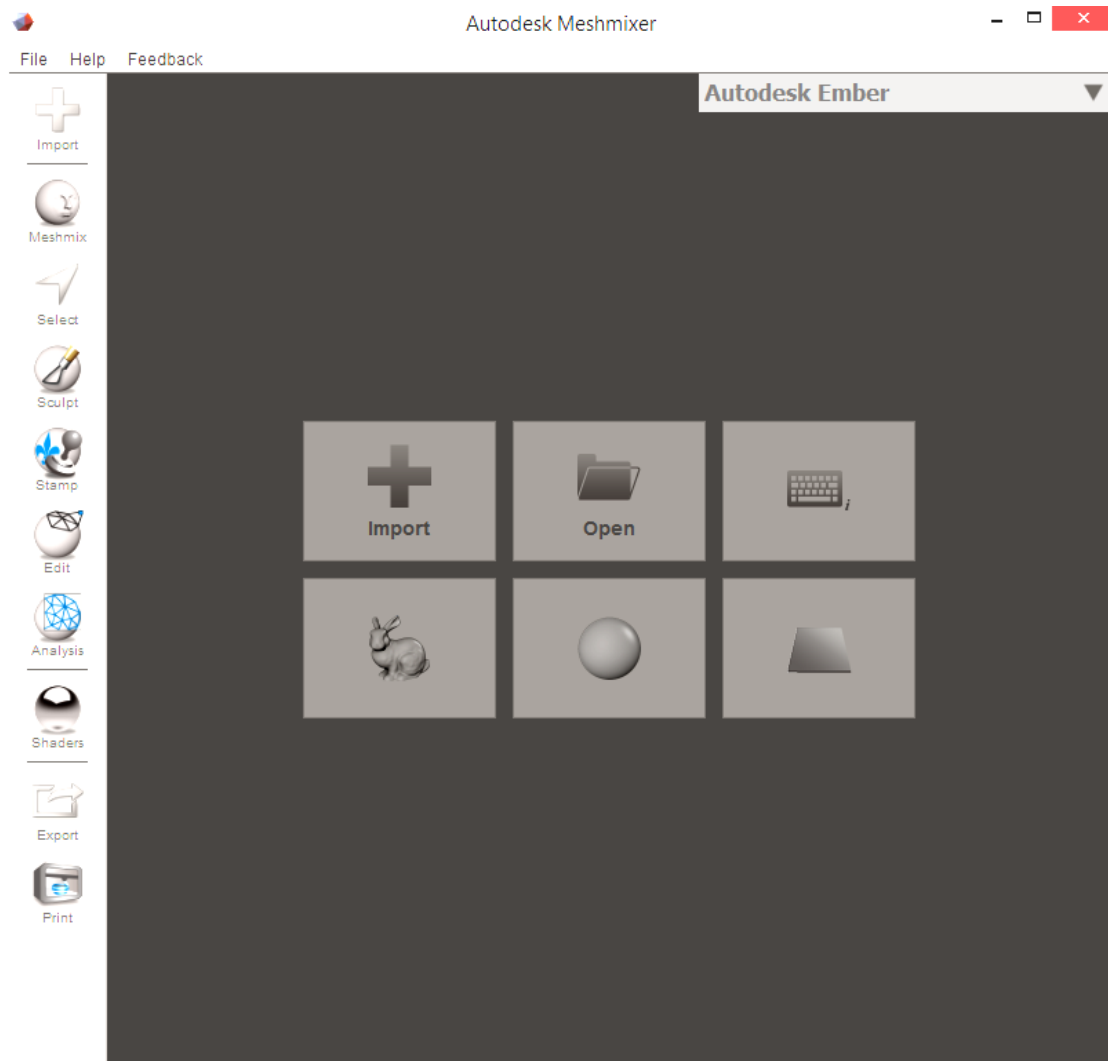 Autodesk Meshmixer
File Help Feedback
Autodesk Ember
Import
Meshmix
Select
Sculpt
Stamp
Edit
Analysis
Shaders
Export
Print
Import
Open
i